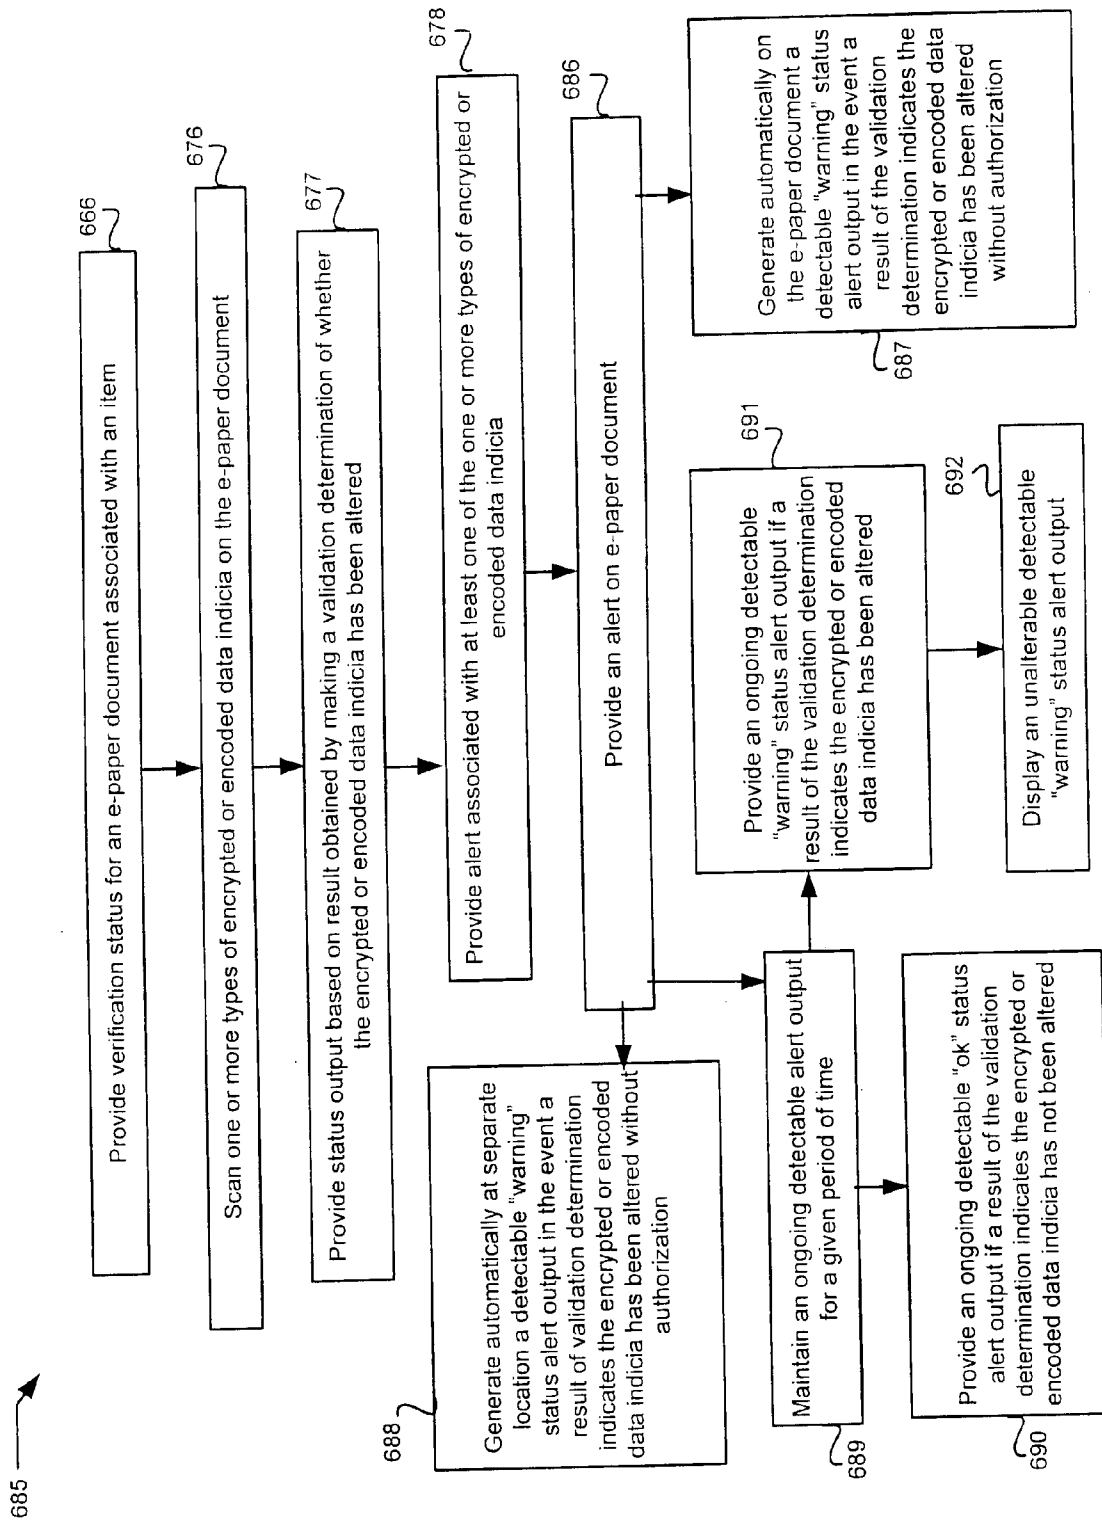 685
666
Provide verification status for an e-paper document associated with an item
676
Scan one or more types of encrypted or encoded data indicia on the e-paper document
677
Provide status output based on result obtained by making a validation determination of whether
the encrypted or encoded data indicia has been altered
678
Provide alert associated with at least one of the one or more types of encrypted or
encoded data indicia
686
Provide an alert on e-paper document
688
Generate automatically at separate
location a detectable “warning”
status alert output in the event a
result of validation determination
indicates the encrypted or encoded
data indicia has been altered without
authorization
687
Generate automatically on
the e-paper document a
detectable “warning” status
alert output in the event a
result of the validation
determination indicates the
encrypted or encoded data
indicia has been altered
without authorization
689
Maintain an ongoing detectable alert output
for a given period of time
691
Provide an ongoing detectable
“warning” status alert output if a
result of the validation determination
indicates the encrypted or encoded
data indicia has been altered
690
Provide an ongoing detectable “ok” status
alert output if a result of the validation
determination indicates the encrypted or
encoded data indicia has not been altered
692
Display an unalterable detectable
“warning” status alert output